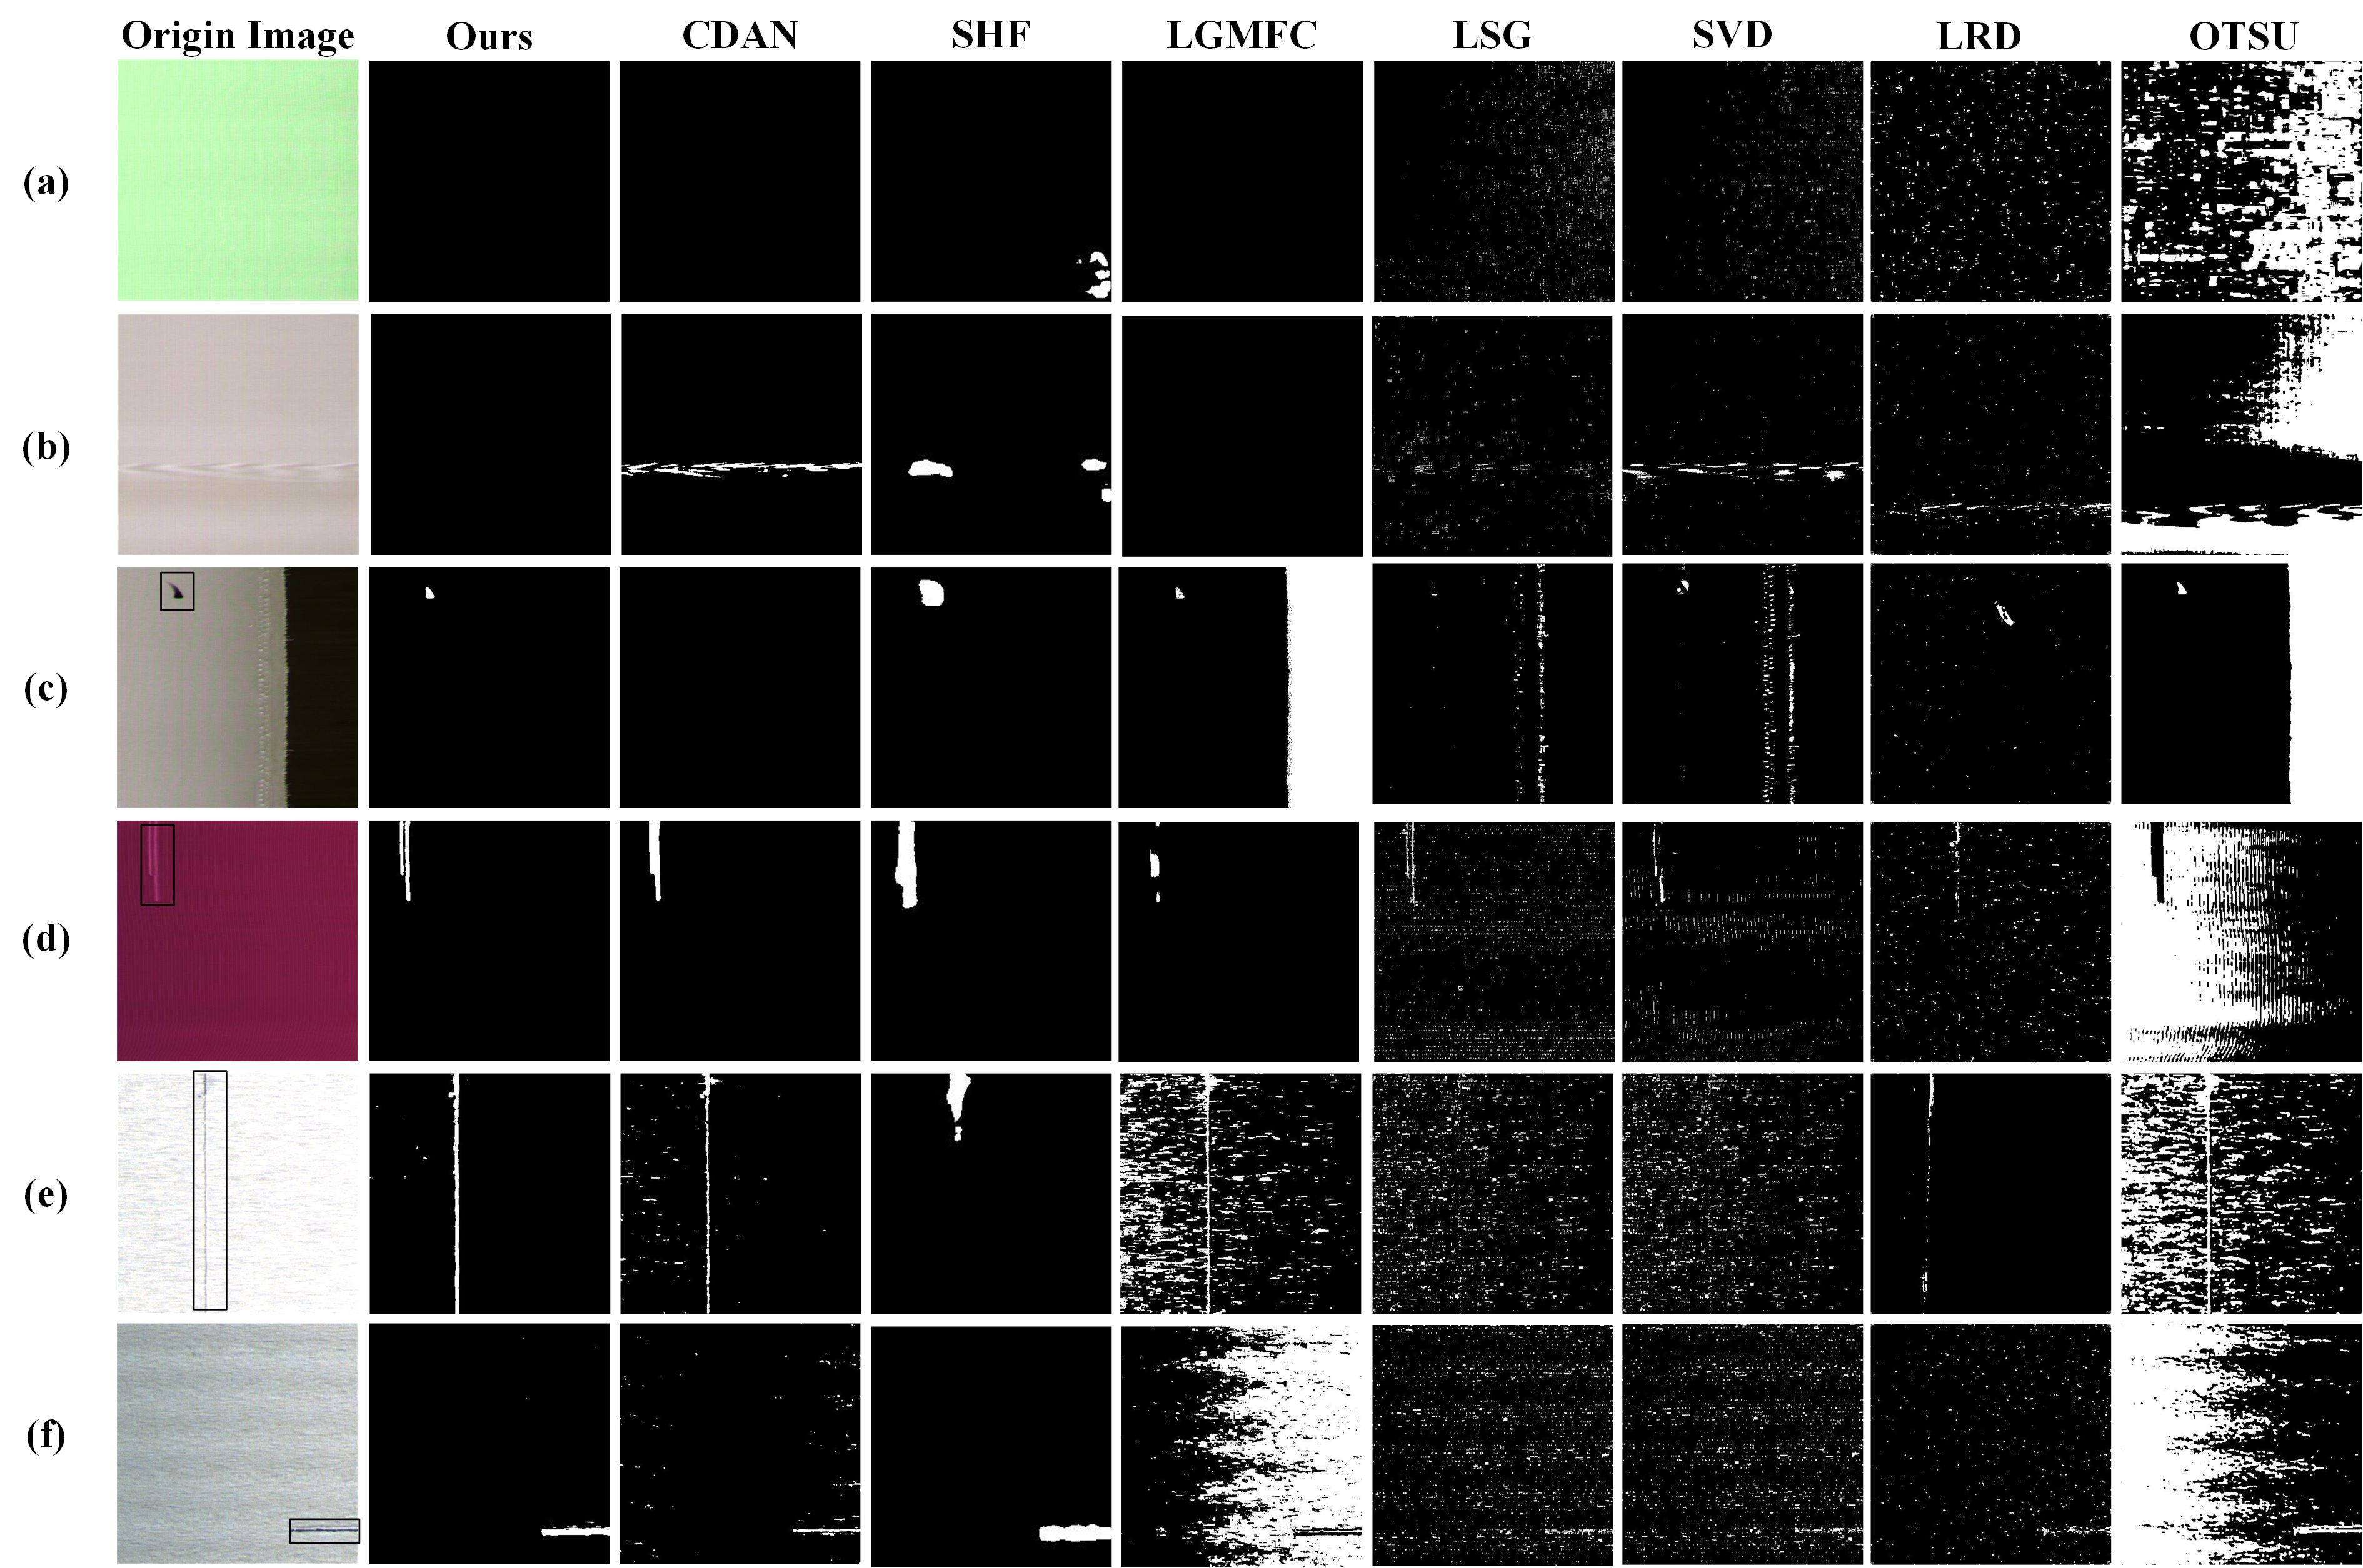 Origin Image Ours CDAN SHF LGMFC LSG SVD LRD OTSU
(a)
(b)
(c)
(d)
(e)
(f)